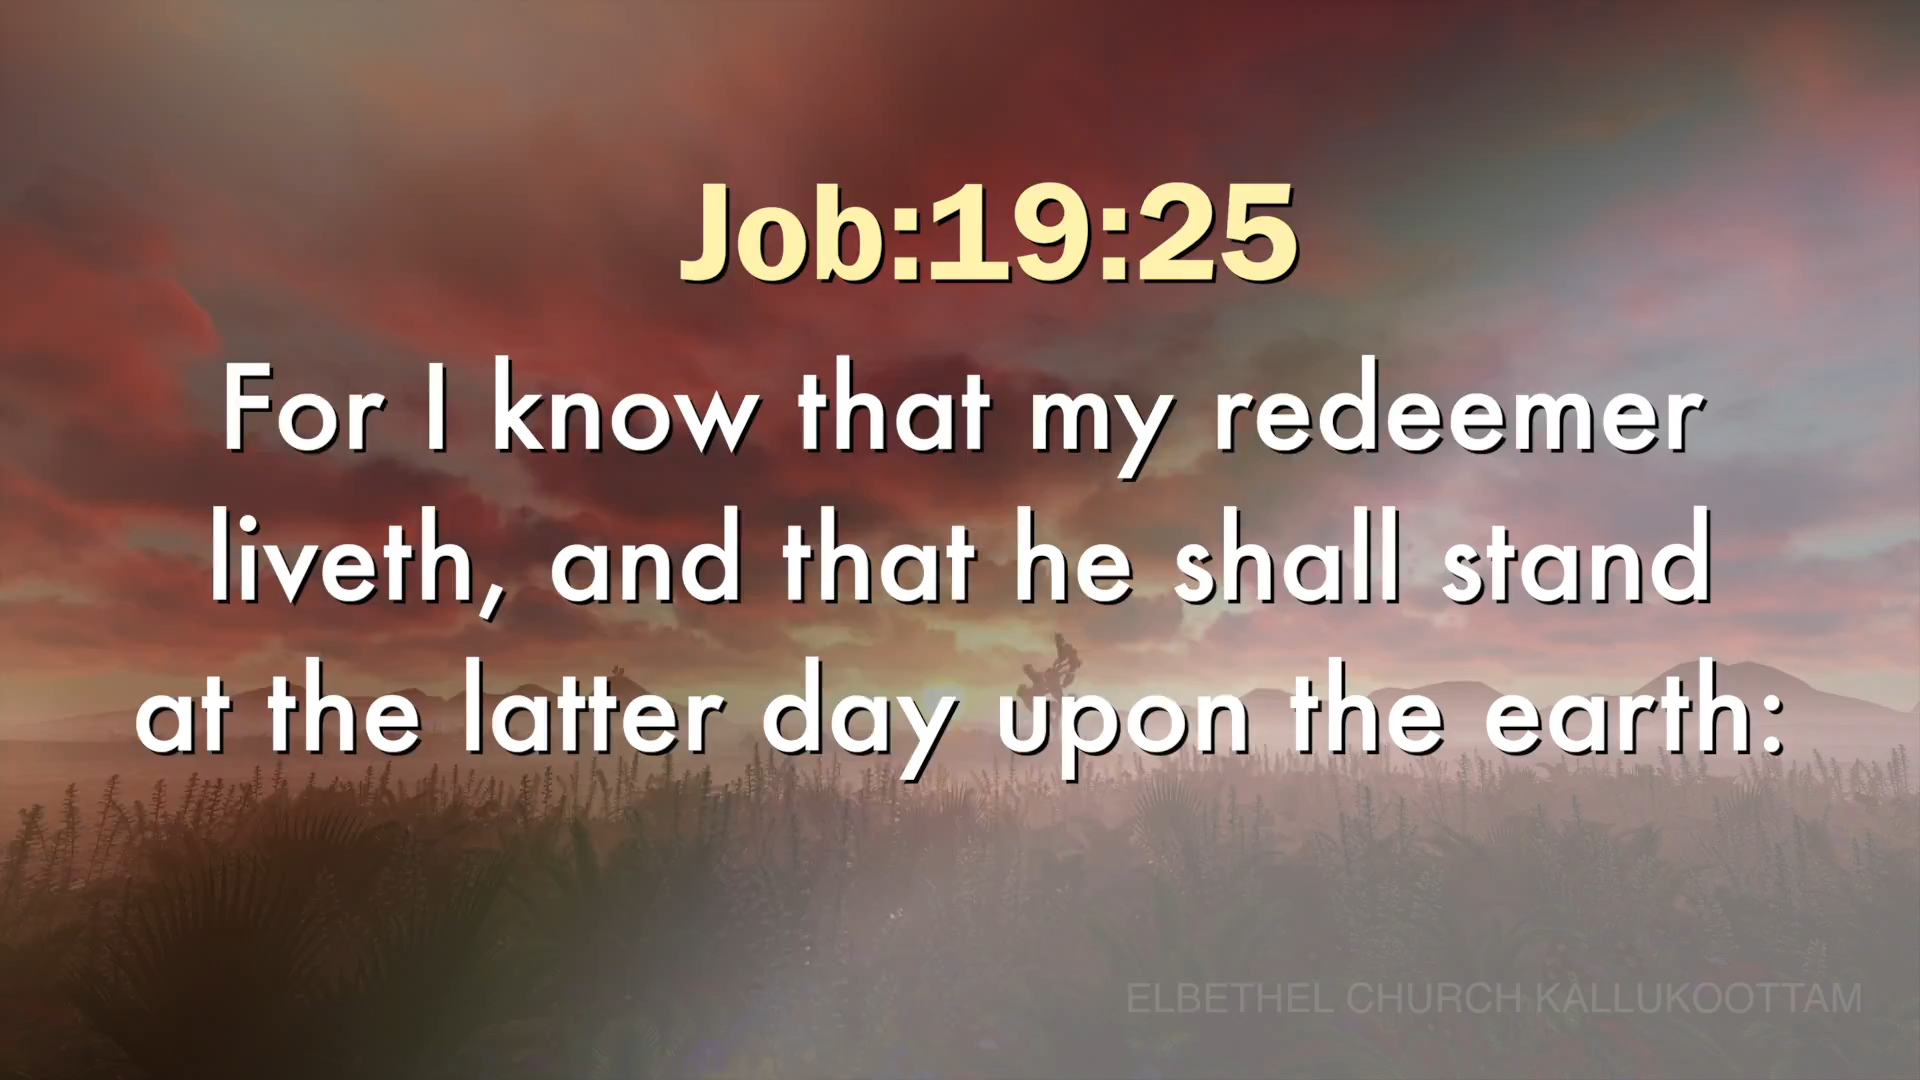 Job:19:25
For I know that my redeemer
liveth, and that he shall stand
at the latter day upon the earth:
ELBETHEL CHURCH KALLUKOOTTAM